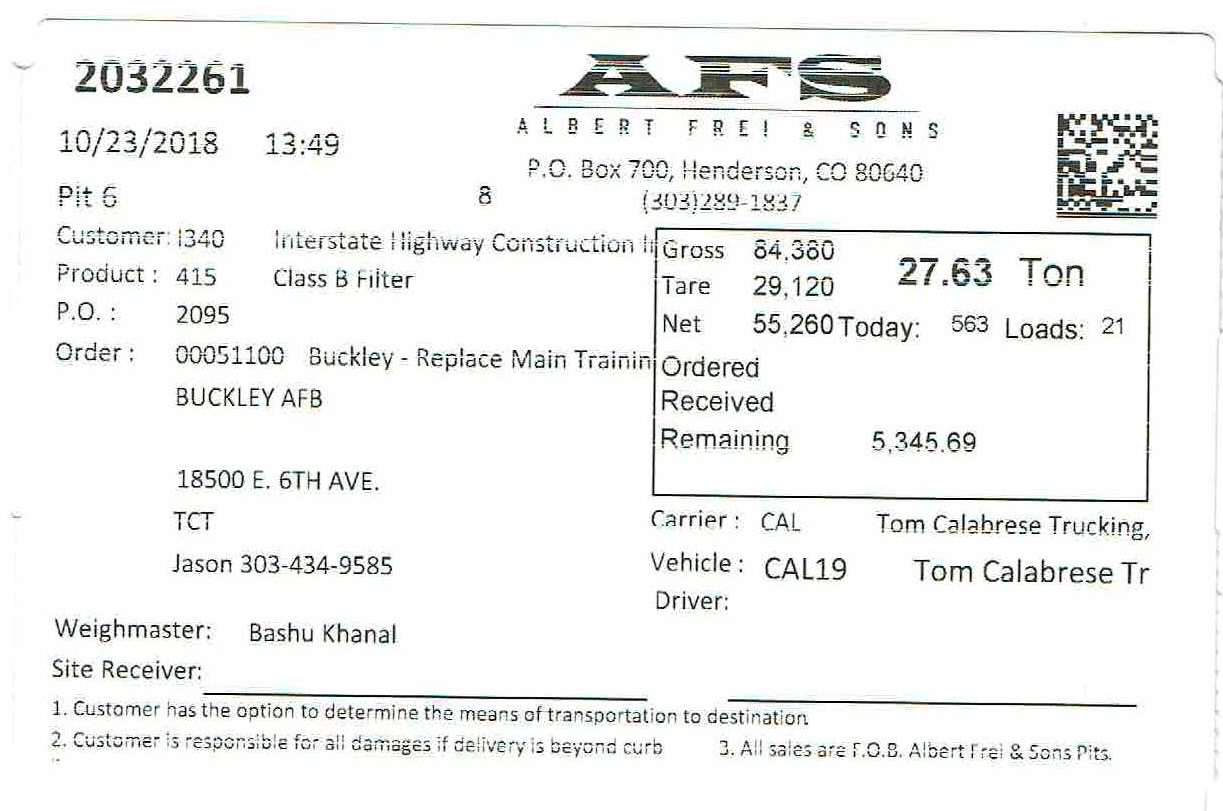 2032261
AFS
ALBERT FREI & SONS
10/23/2018 13:49
P.O. Box 700, Henderson, CO 80640
Pit 6 8 (303)289-1837
Customer: I340 Interstate Highway Construction I
Gross 84,380 27.63 Ton
Product : 415 Class B Filter
Tare 29,120
P.O. : 2095
Net 55,260 Today: 563 Loads: 21
Order : 00051100 Buckley - Replace Main Trainin
Ordered
BUCKLEY AFB
Received
Remaining 5,345.69
18500 E. 6TH AVE.
TCT
Carrier : CAL Tom Calabrese Trucking,
Jason 303-434-9585
Vehicle : CAL19 Tom Calabrese Tr
Driver:
Weighmaster: Bashu Khanal
Site Receiver:
1. Customer has the option to determine the means of transportation to destination
2. Customer is responsible for all damages if delivery is beyond curb 3. All sales are F.O.B. Albert Frei & Sons Pits.